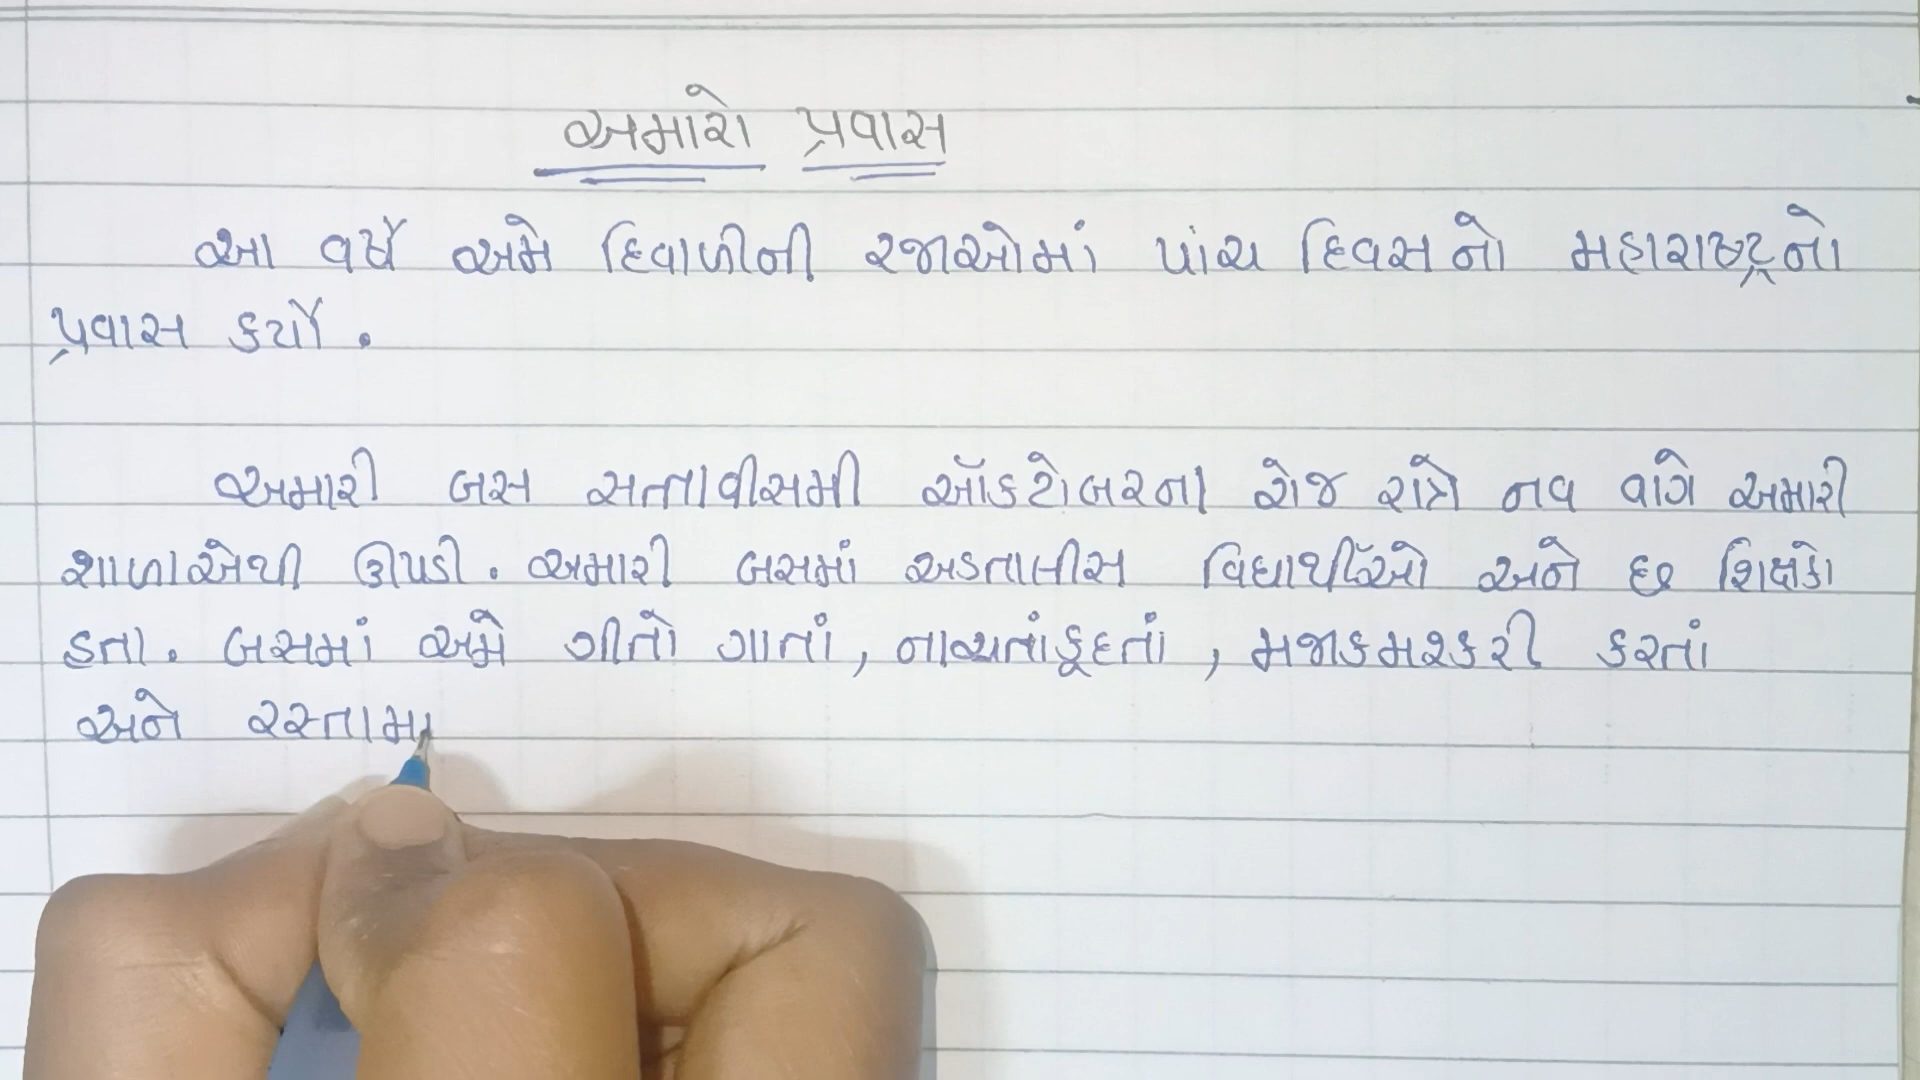 અમારો પ્રવાસ
આ વર્ષે અમે દિવાળીની રજાઓમાં પાંચ દિવસનો મહારાષ્ટ્રનો
પ્રવાસ કર્યો.
અમારી બસ સત્તાવીસમી ઑક્ટોબરના રોજ રાત્રે નવ વાગે અમારી
શાળાએથી ઊપડી. અમારી બસમાં અડતાલીસ વિદ્યાર્થીઓ અને છ શિક્ષકો
હતા. બસમાં અમે ગીતો ગાતાં, નાચતાંકૂદતાં, મજાકમશ્કરી કરતાં
અને રસ્તામા